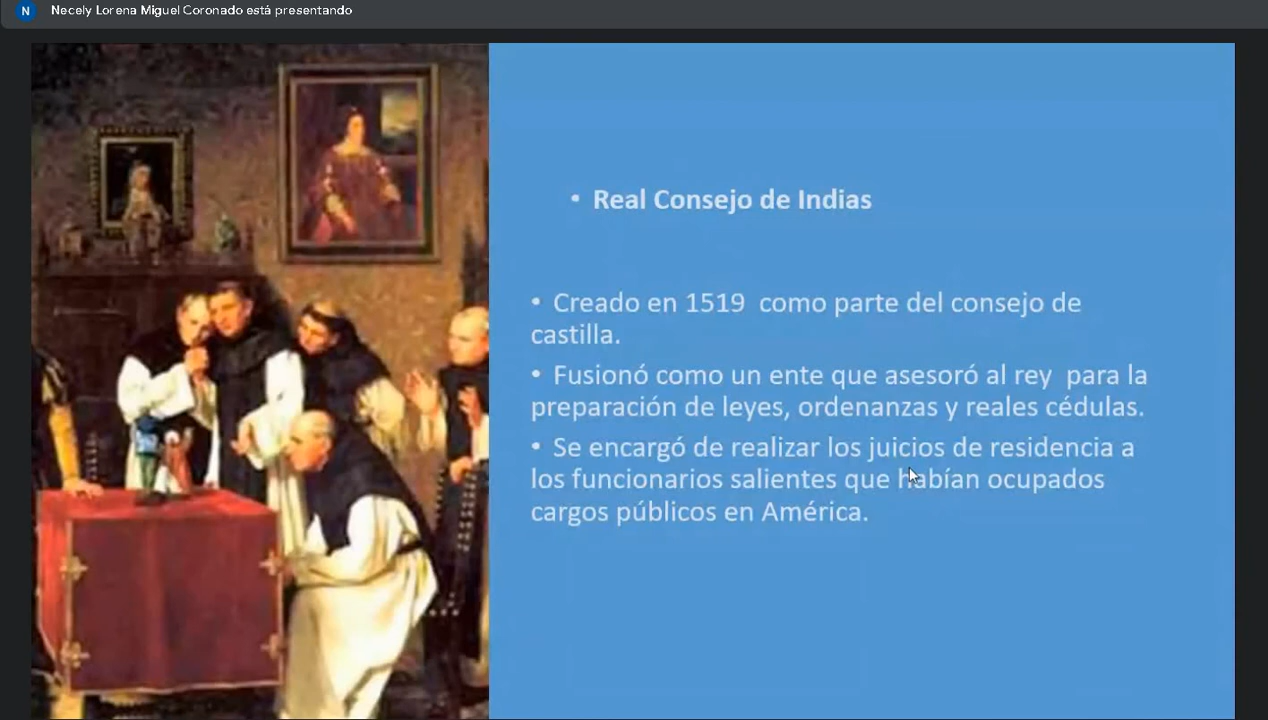 N Necely Lorena Miguel Coronado está presentando
• Real Consejo de Indias
• Creado en 1519 como parte del consejo de
castilla.
• Fusionó como un ente que asesoró al rey para la
preparación de leyes, ordenanzas y reales cédulas.
• Se encargó de realizar los juicios de residencia a
los funcionarios salientes que habían ocupados
cargos públicos en América.